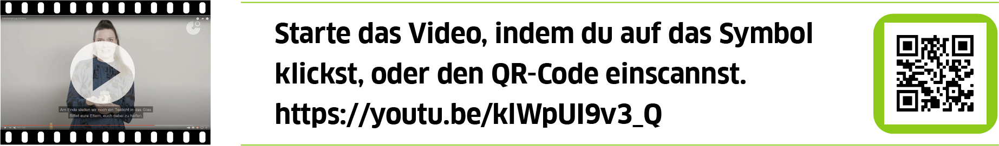 Am Ende stellen wir noch ein Teelicht in das Glas.
Bittet eure Eltern, euch dabei zu helfen.
Starte das Video, indem du auf das Symbol
klickst, oder den QR-Code einscannst.
https://youtu.be/klWpUI9v3_Q